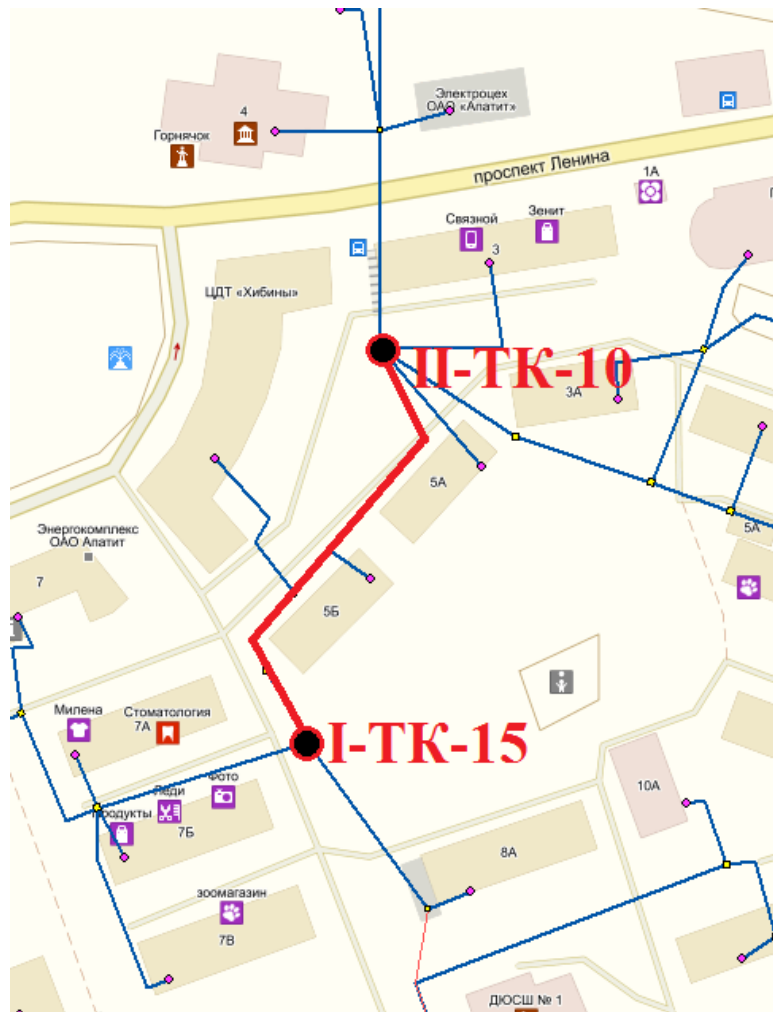 Электроцех
ОАО «Апатит»
4
Горнячок
проспект Ленина
1А
Связной
Зенит
3
ЦДТ «Хибины»
II-ТК-10
3А
5А
5А
Энергокомплекс
ОАО Апатит
7
5Б
Милена
Стоматология
7А
I-ТК-15
Леди
Фото
Продукты
7Б
10А
8А
зоомагазин
7В
ДЮСШ № 1